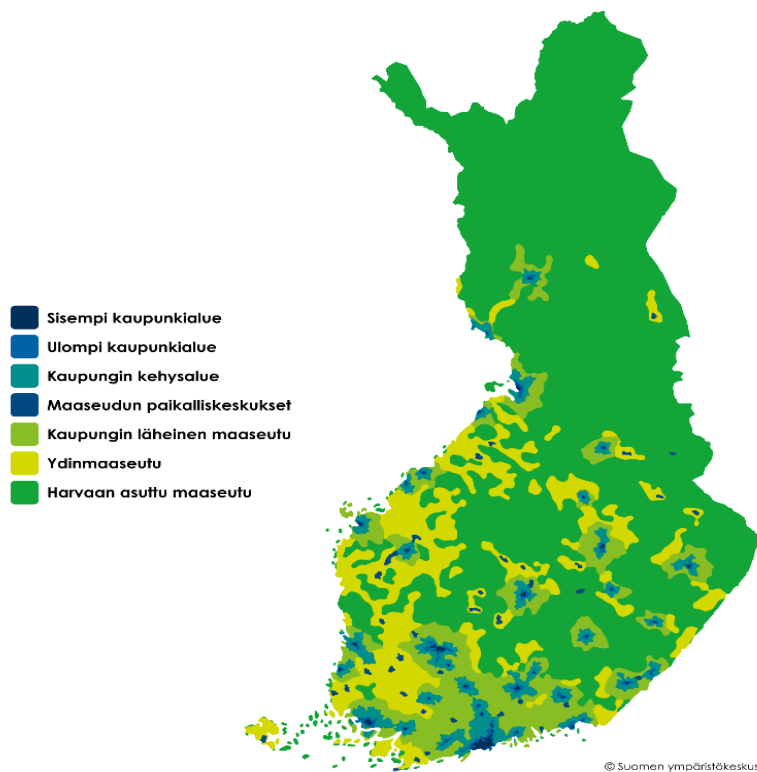 Sisempi kaupunkialue
Ulompi kaupunkialue
Kaupungin kehysalue
Maaseudun paikalliskeskukset
Kaupungin läheinen maaseutu
Ydinmaaseutu
Harvaan asuttu maaseutu
© Suomen ympäristökeskus